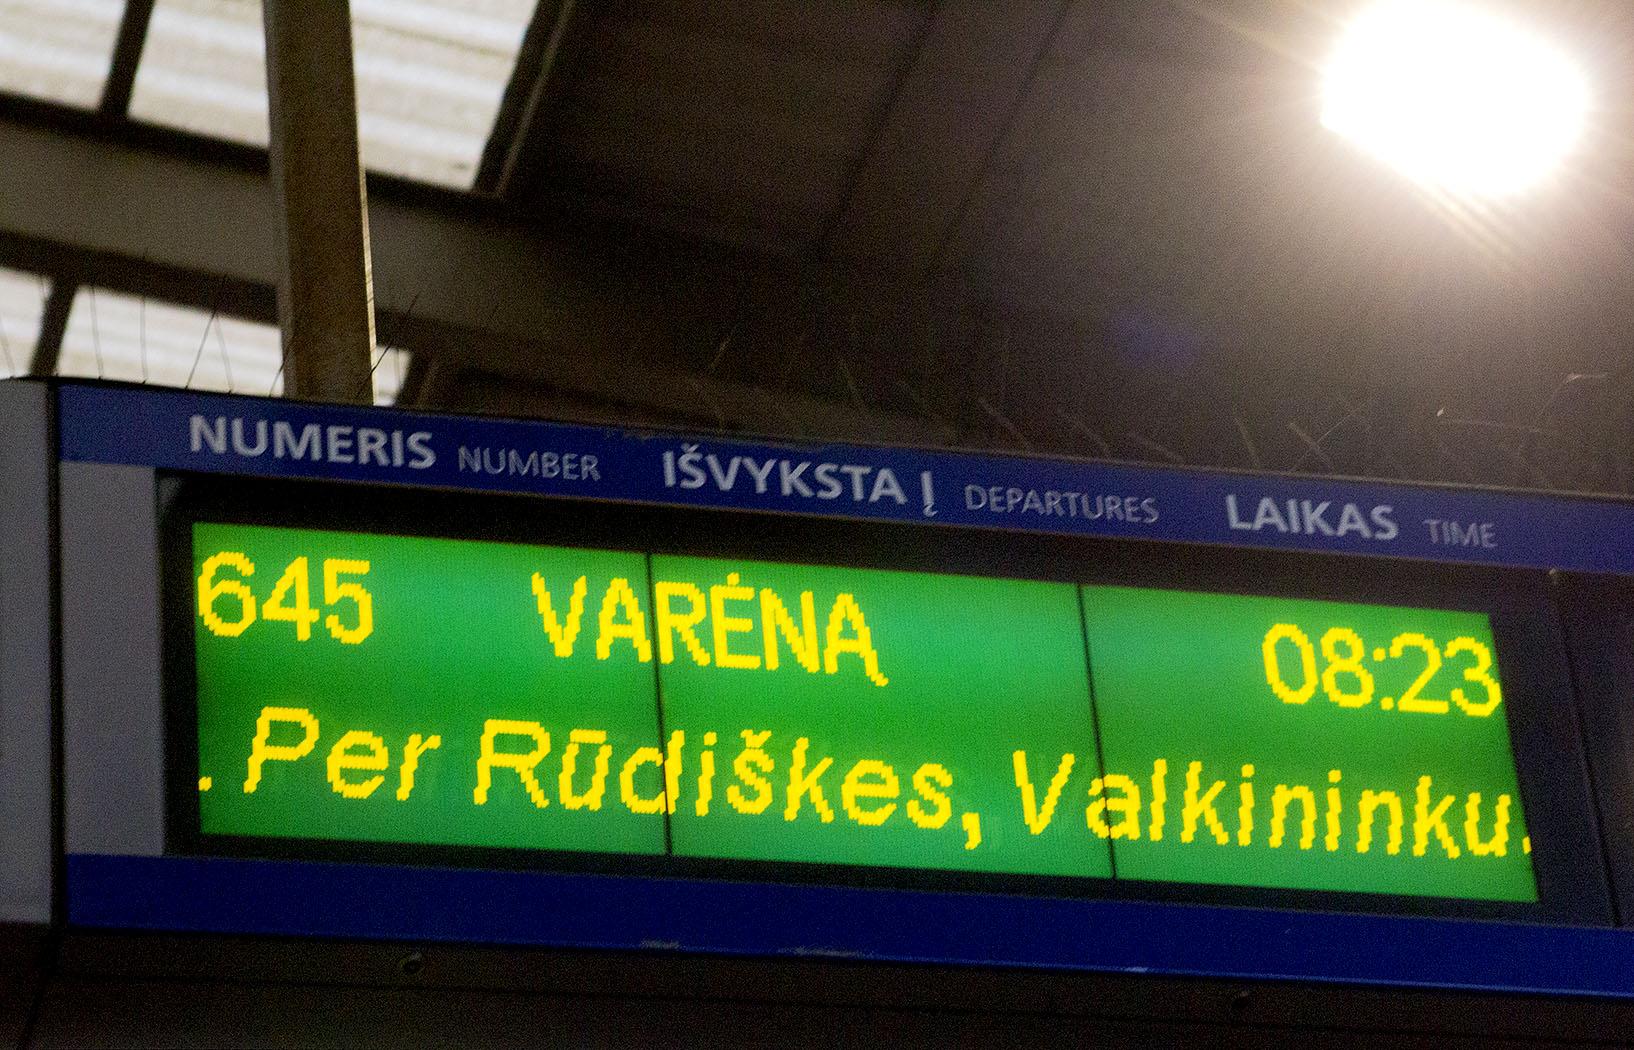 NUMERIS NUMBER IŠVYKSTA Į DEPARTURES LAIKAS TIME
645 VARĖNĄ 08:23
. Per Rūdiškes, Valkininku.